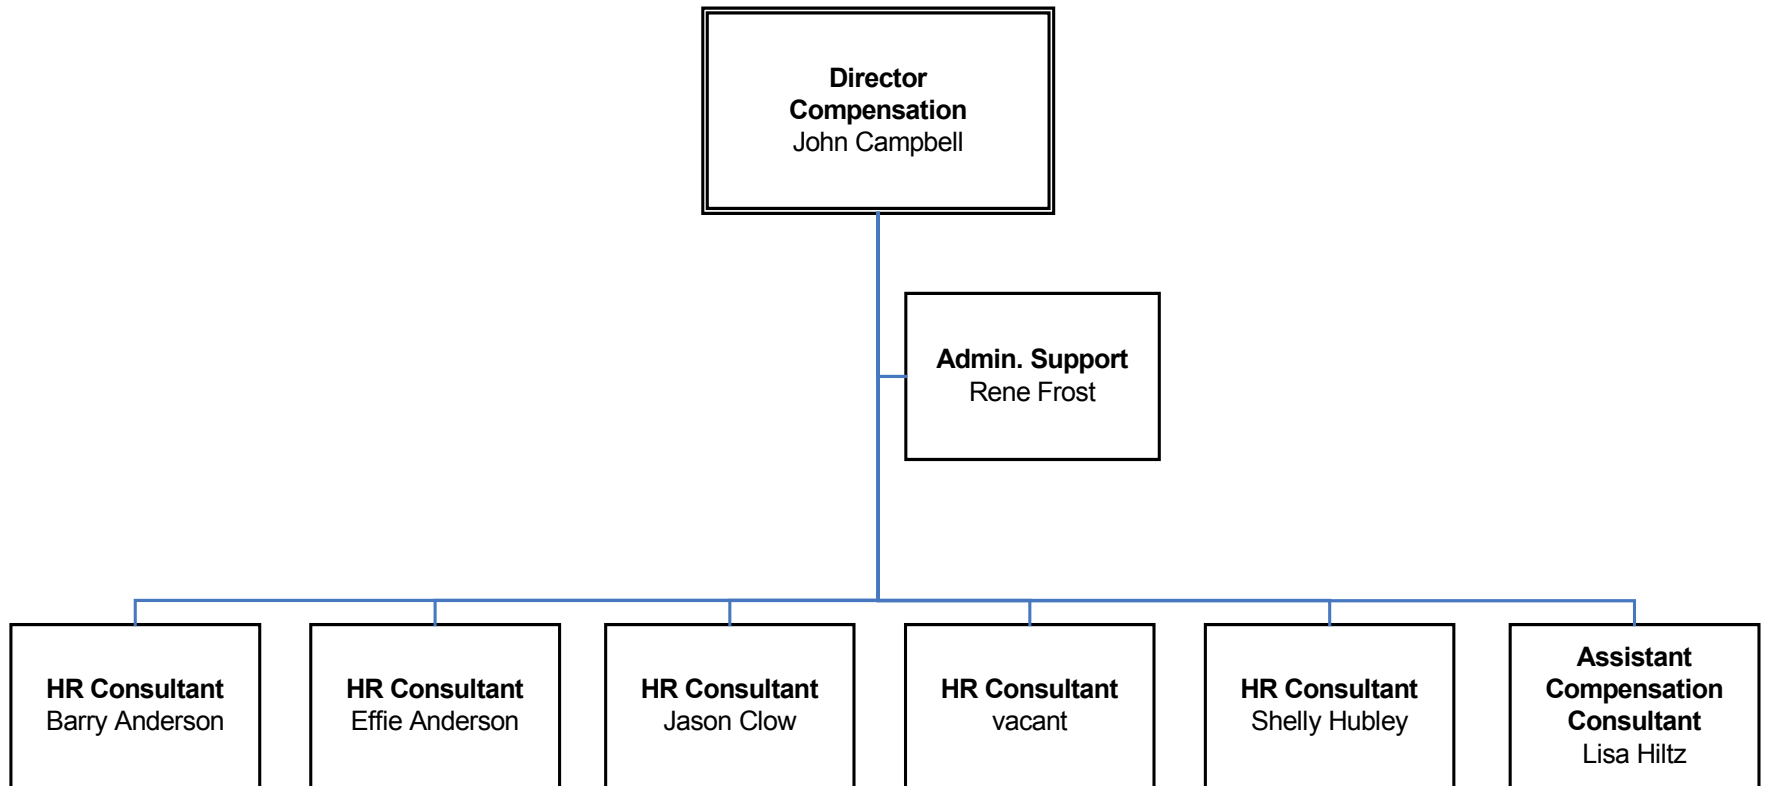 Director
Compensation
John Campbell
Admin. Support
Rene Frost
HR Consultant
Barry Anderson
HR Consultant
Effie Anderson
HR Consultant
Jason Clow
HR Consultant
vacant
HR Consultant
Shelly Hubley
Assistant
Compensation
Consultant
Lisa Hiltz